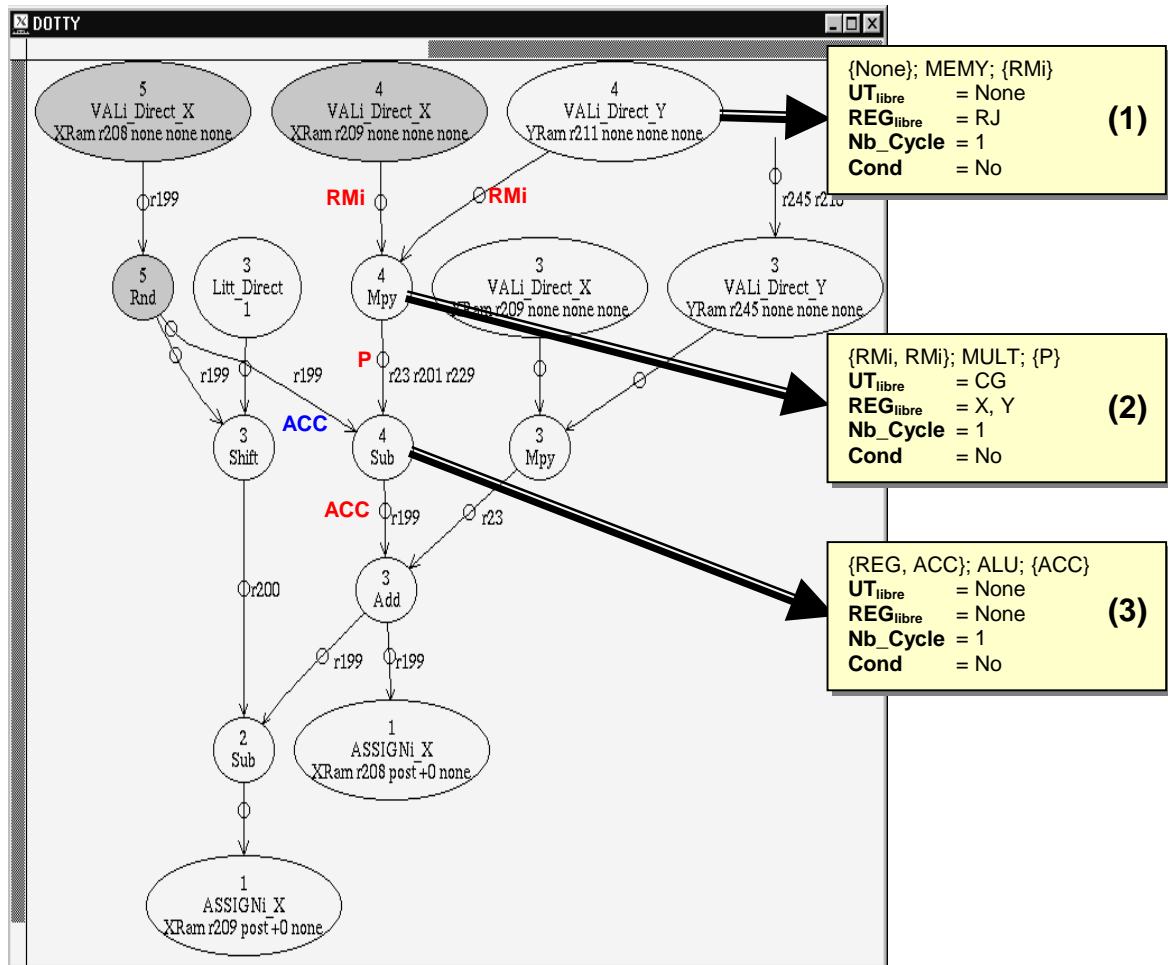 DOTTY
5
VALi_Direct_X
XRam r208 none none none
4
VALi_Direct_X
XRam r209 none none none
4
VALi_Direct_Y
YRam r211 none none none
{None}; MEMY; {RMi}
UTlibre = None
REGlibre = RJ
Nb_Cycle = 1
Cond = No
(1)
r199
RMi
RMi
r245
5
Rnd
3
Litt_Direct
1
4
Mpy
3
VALi_Direct_X
XRam r209 none none none
3
VALi_Direct_Y
YRam r245 none none none
{RMi, RMi}; MULT; {P}
UTlibre = CG
REGlibre = X, Y
Nb_Cycle = 1
Cond = No
(2)
r199
r199
P
r23 r201 r229
ACC
3
Shift
4
Sub
3
Mpy
ACC
r199
r23
{REG, ACC}; ALU; {ACC}
UTlibre = None
REGlibre = None
Nb_Cycle = 1
Cond = No
(3)
r200
3
Add
r199
r199
2
Sub
1
ASSIGNi_X
XRam r208 post +0 none
1
ASSIGNi_X
XRam r209 post +0 none